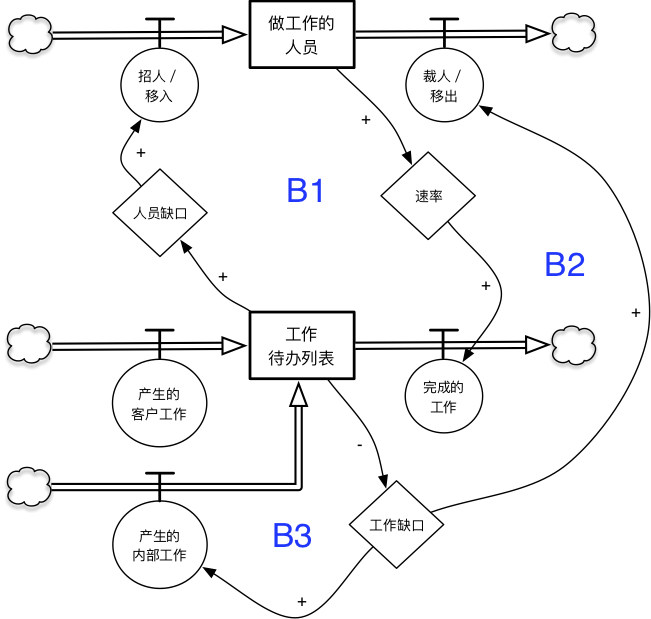 做工作的
人员
招人 /
移入
裁人 /
移出
+
+
B1
速率
人员缺口
+
+
B2
+
工作
待办列表
产生的
客户工作
完成的
工作
-
产生的
内部工作
B3
工作缺口
+